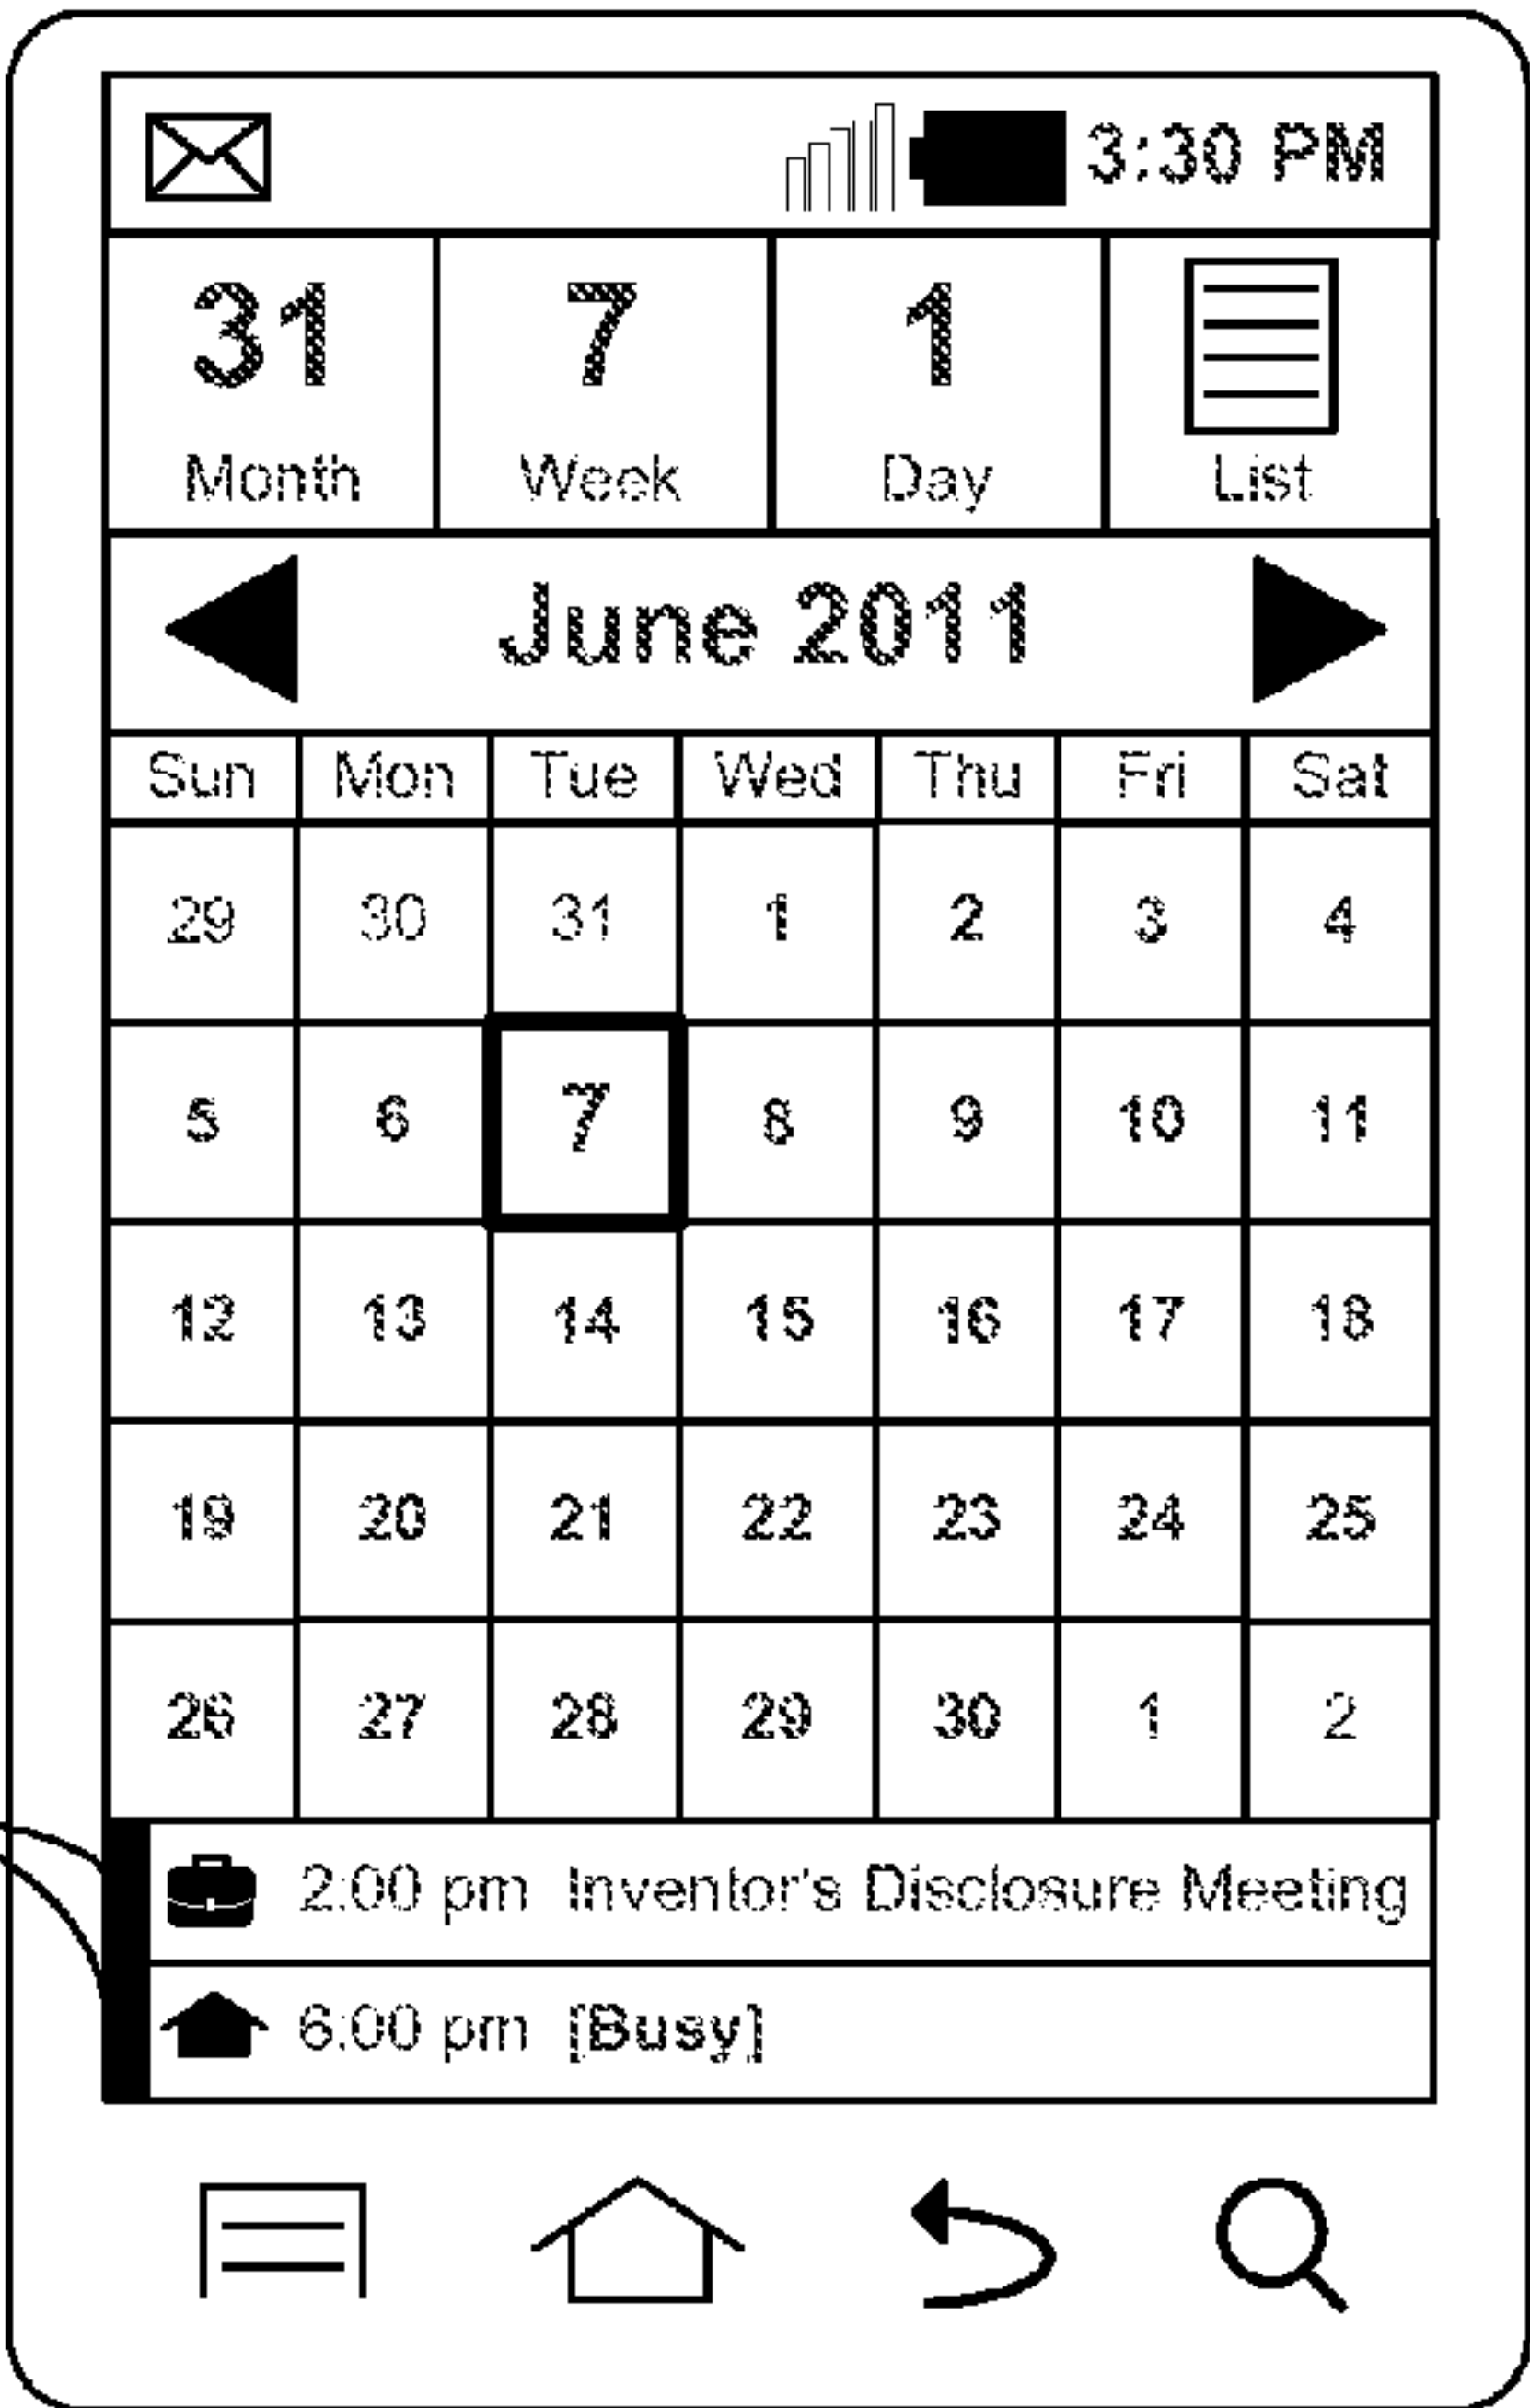 3:30 PM
31 7 1
Month Week Day List
June 2011
Sun Mon Tue Wed Thu Fri Sat
29 30 31 1 2 3 4
5 6 7 8 9 10 11
12 13 14 15 16 17 18
19 20 21 22 23 24 25
26 27 28 29 30 1 2
2:00 pm Inventor's Disclosure Meeting
6:00 pm [Busy]